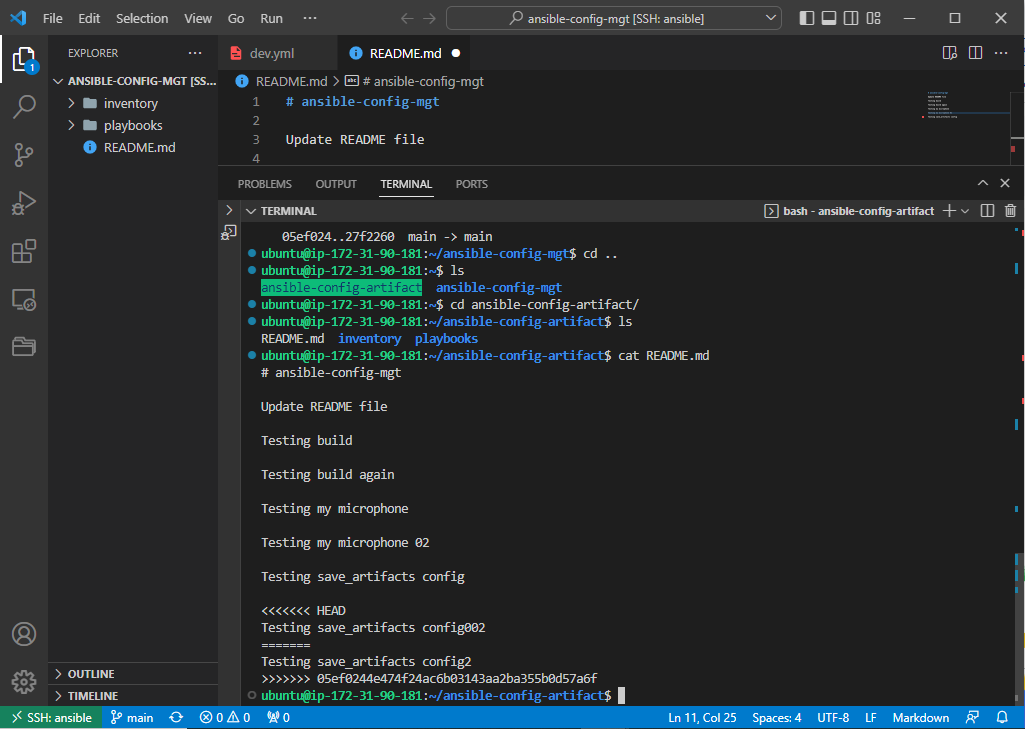 File Edit Selection View Go Run ··· ansible-config-mgt [SSH: ansible]
EXPLORER ···
dev.yml README.md
ANSIBLE-CONFIG-MGT [SS...
inventory
playbooks
README.md
README.md > # ansible-config-mgt
1 # ansible-config-mgt
2
3 Update README file
4
PROBLEMS OUTPUT TERMINAL PORTS
TERMINAL bash - ansible-config-artifact
05ef024..27f2260 main -> main
ubuntu@ip-172-31-90-181:~/ansible-config-mgt$ cd ..
ubuntu@ip-172-31-90-181:~$ ls
ansible-config-artifact ansible-config-mgt
ubuntu@ip-172-31-90-181:~$ cd ansible-config-artifact/
ubuntu@ip-172-31-90-181:~/ansible-config-artifact$ ls
README.md inventory playbooks
ubuntu@ip-172-31-90-181:~/ansible-config-artifact$ cat README.md
# ansible-config-mgt
Update README file
Testing build
Testing build again
Testing my microphone
Testing my microphone 02
Testing save_artifacts config
<<<<<<< HEAD
Testing save_artifacts config002
=======
Testing save_artifacts config2
>>>>>>> 05ef0244e474f24ac6b03143aa2ba355b0d57a6f
ubuntu@ip-172-31-90-181:~/ansible-config-artifact$
1
OUTLINE
TIMELINE
SSH: ansible main 0 0 0 Ln 11, Col 25 Spaces: 4 UTF-8 LF Markdown